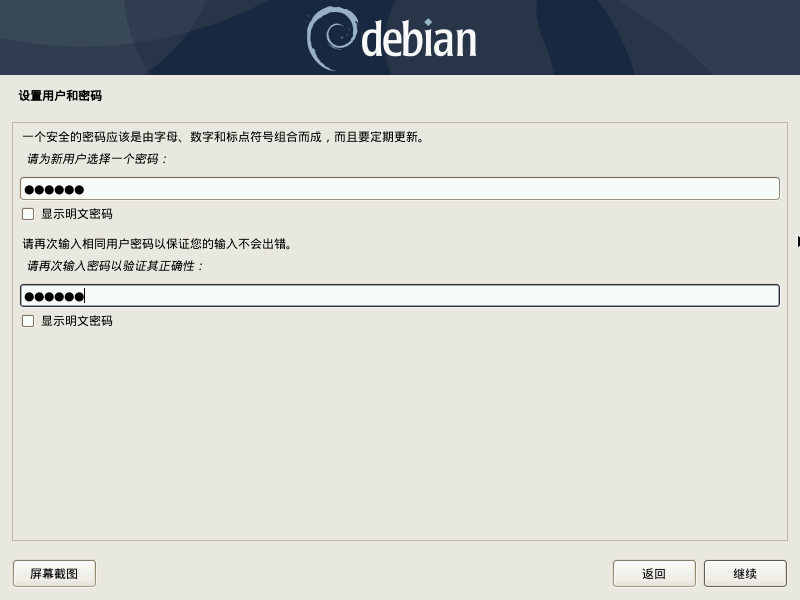 debian
设置用户和密码
一个安全的密码应该是由字母、数字和标点符号组合而成，而且要定期更新。
请为新用户选择一个密码：
●●●●●●
显示明文密码
请再次输入相同用户密码以保证您的输入不会出错。
请再次输入密码以验证其正确性：
●●●●●●
显示明文密码
屏幕截图
返回
继续